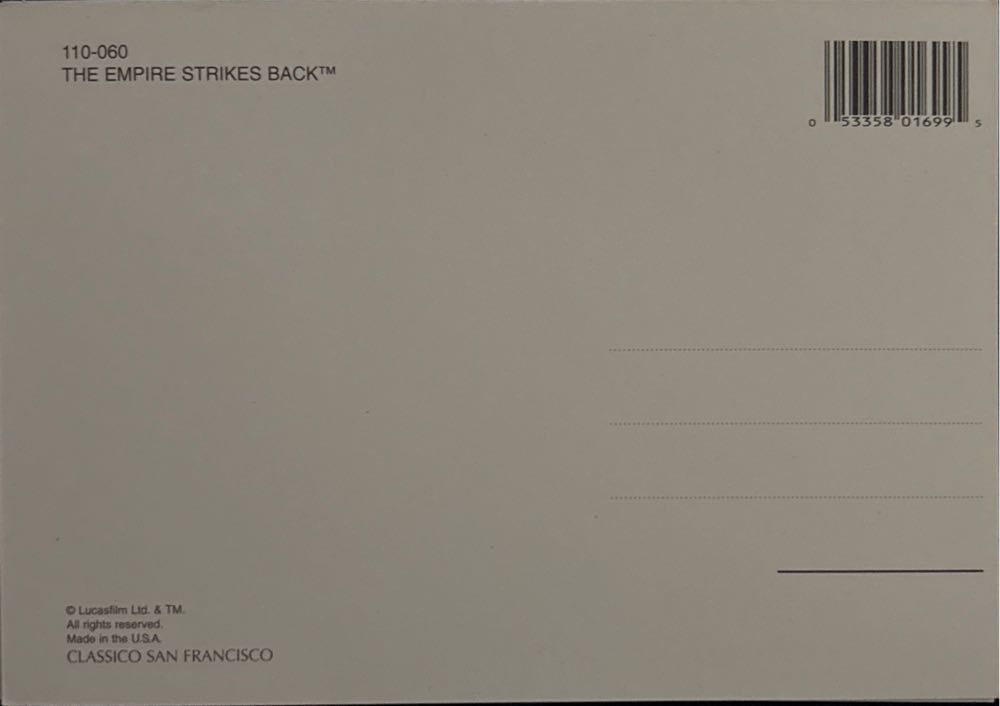 110-060
THE EMPIRE STRIKES BACK™
0 53358 01699 5
© Lucasfilm Ltd. & TM.
All rights reserved.
Made in the U.S.A.
CLASSICO SAN FRANCISCO